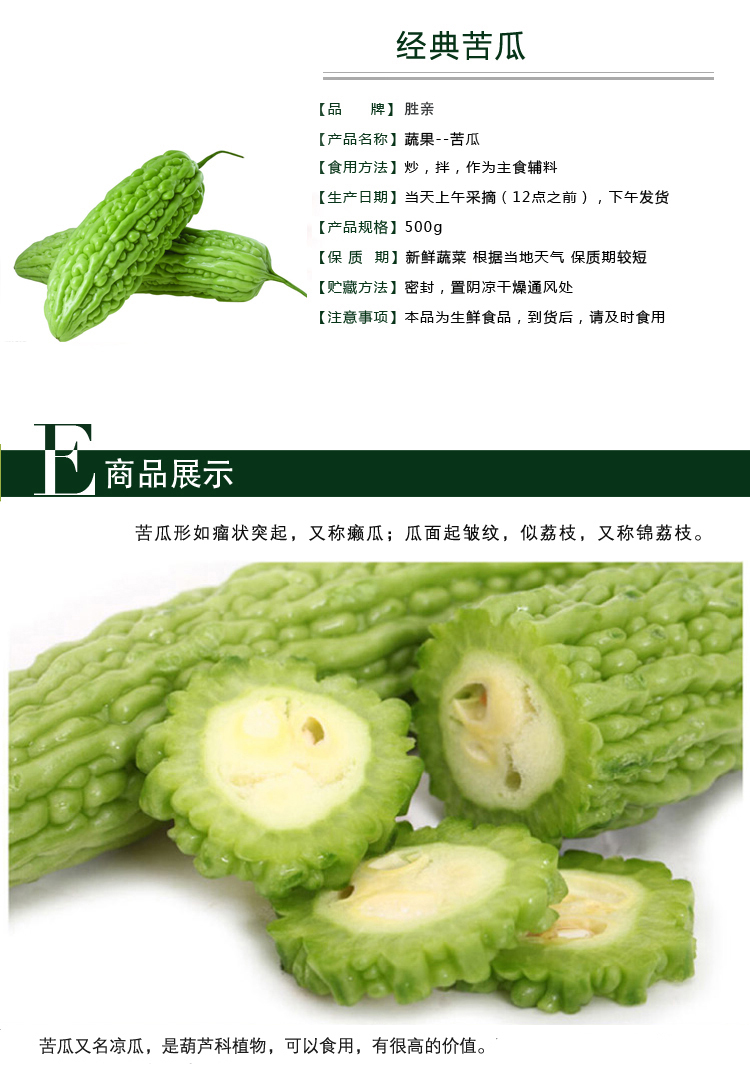 经典苦瓜
【品 牌】胜亲
【产品名称】蔬果--苦瓜
【食用方法】炒，拌，作为主食辅料
【生产日期】当天上午采摘（12点之前），下午发货
【产品规格】500g
【保 质 期】新鲜蔬菜 根据当地天气 保质期较短
【贮藏方法】密封，置阴凉干燥通风处
【注意事项】本品为生鲜食品，到货后，请及时食用
E 商品展示
苦瓜形如瘤状突起，又称癞瓜；瓜面起皱纹，似荔枝，又称锦荔枝。
苦瓜又名凉瓜，是葫芦科植物，可以食用，有很高的价值。